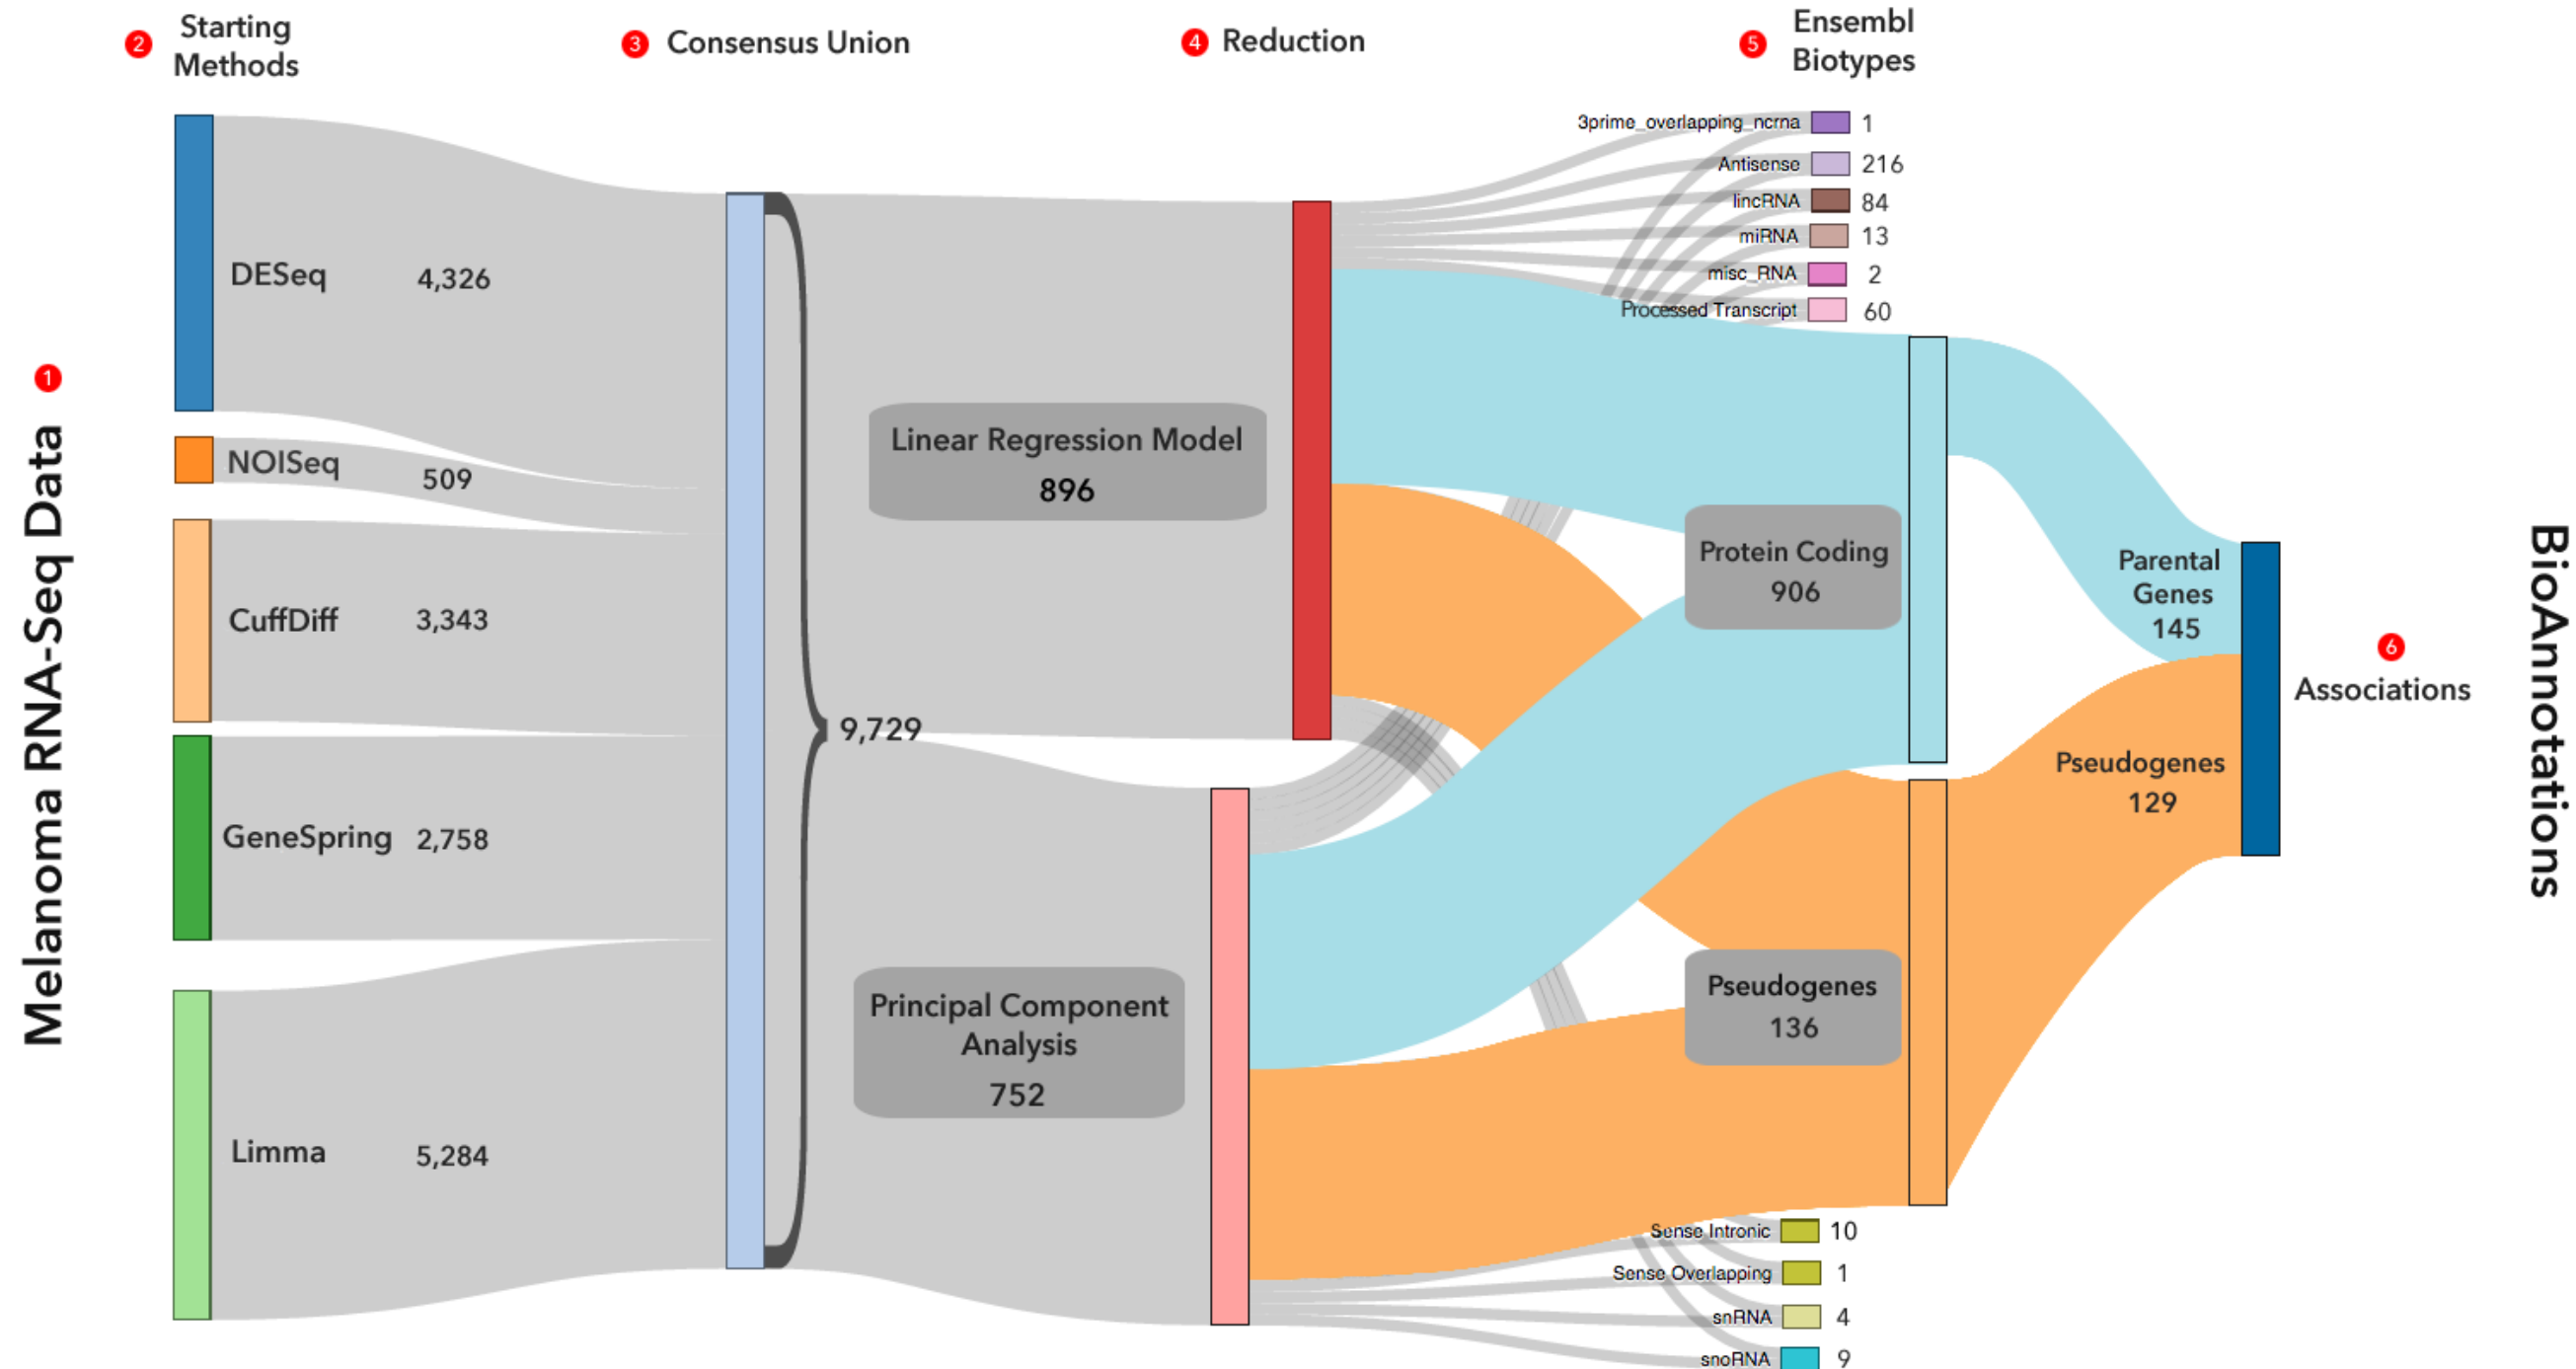 1
Melanoma RNA-Seq Data
2
Starting
Methods
3 Consensus Union
4 Reduction
5
Ensembl
Biotypes
DESeq 4,326
NOISeq 509
CuffDiff 3,343
GeneSpring 2,758
Limma 5,284
9,729
Linear Regression Model
896
Principal Component
Analysis
752
3prime_overlapping_ncrna 1
Antisense 216
lincRNA 84
miRNA 13
misc_RNA 2
Processed Transcript 60
Protein Coding
906
Pseudogenes
136
Sense Intronic 10
Sense Overlapping 1
snRNA 4
snoRNA 9
Parental
Genes
145
Pseudogenes
129
6
Associations
BioAnnotations